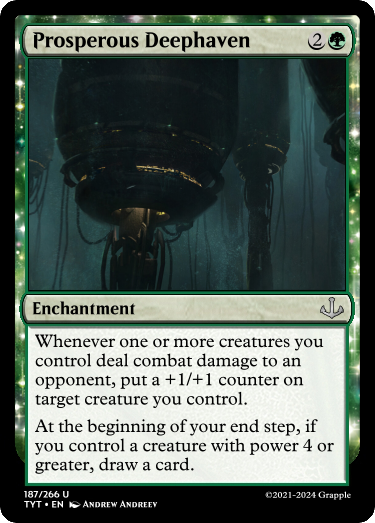 Prosperous Deephaven 2
Enchantment
Whenever one or more creatures you
control deal combat damage to an
opponent, put a +1/+1 counter on
target creature you control.
At the beginning of your end step, if
you control a creature with power 4 or
greater, draw a card.
187/266 U
TYT • EN Andrew Andreev
©2021-2024 Grapple